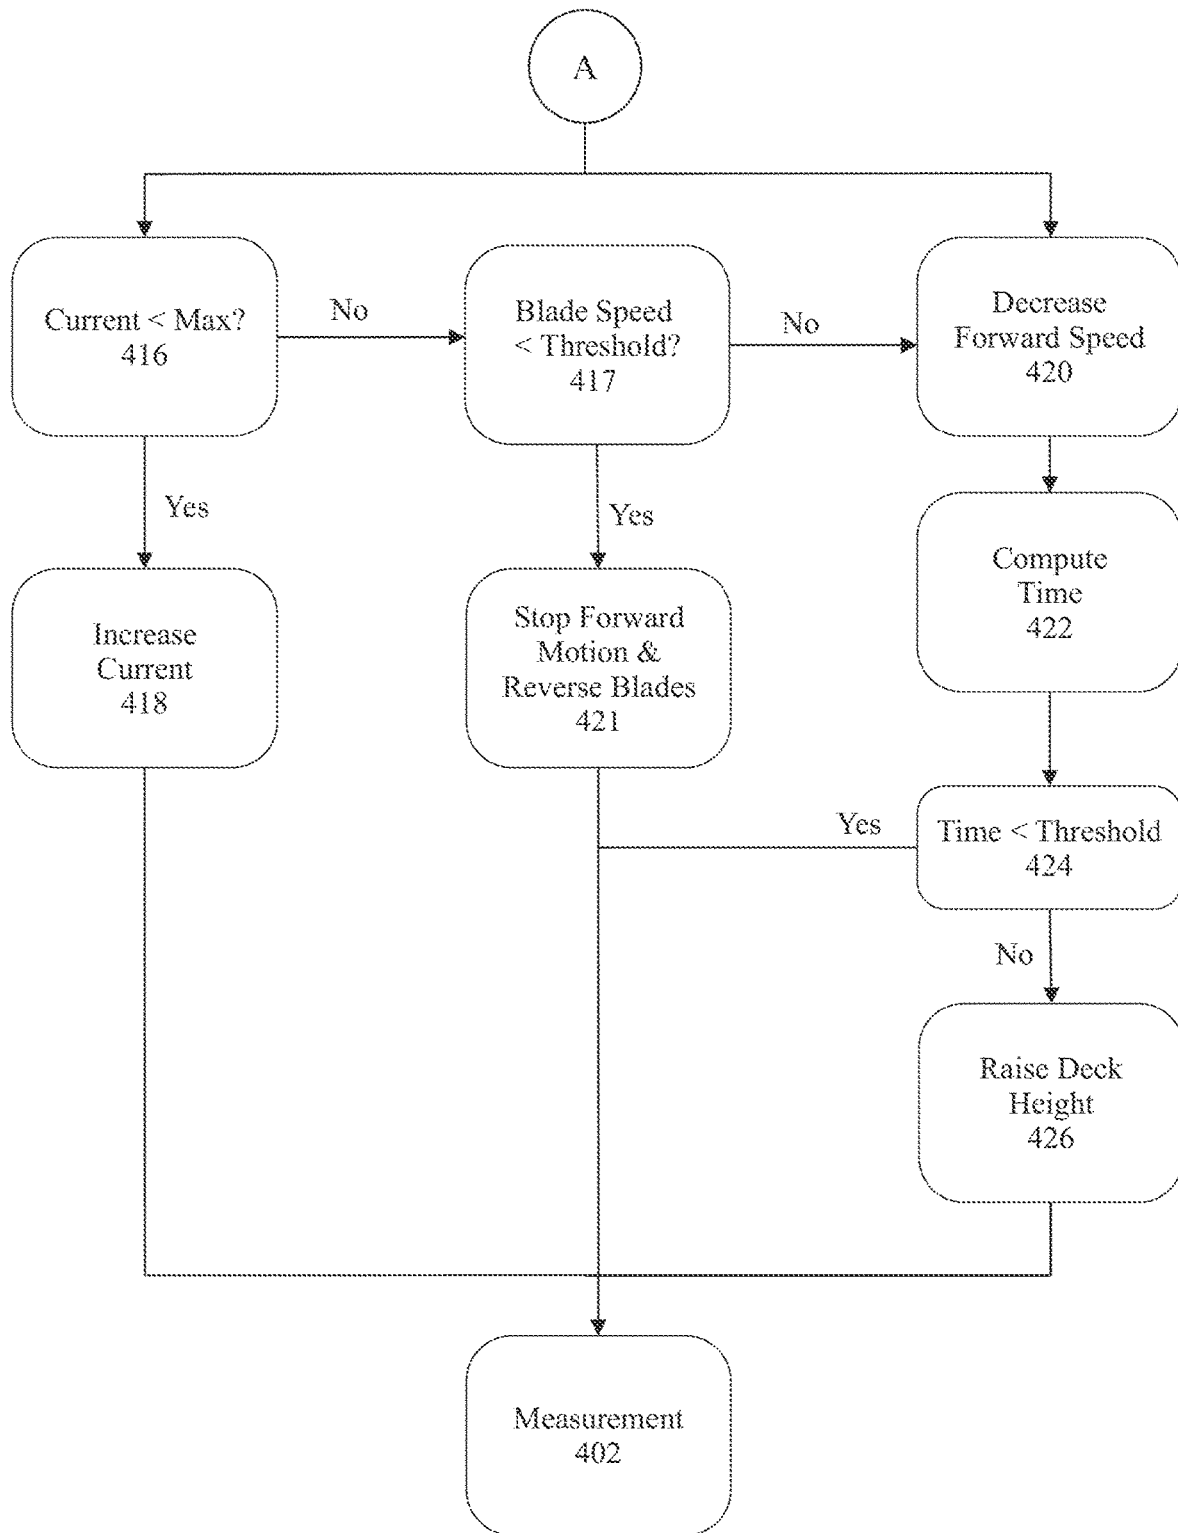 A
Current < Max?
416
No
Blade Speed
< Threshold?
417
No
Decrease
Forward Speed
420
Yes
Yes
Increase
Current
418
Stop Forward
Motion &
Reverse Blades
421
Compute
Time
422
Yes
Time < Threshold
424
No
Raise Deck
Height
426
Measurement
402